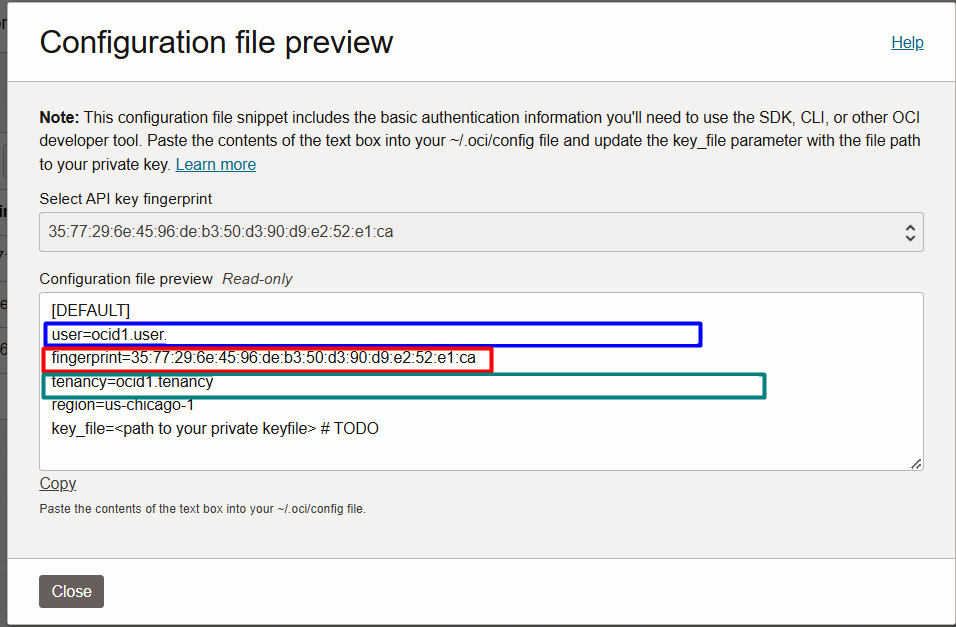 Configuration file preview
Help
Note: This configuration file snippet includes the basic authentication information you'll need to use the SDK, CLI, or other OCI
developer tool. Paste the contents of the text box into your ~/.oci/config file and update the key_file parameter with the file path
to your private key. Learn more
Select API key fingerprint
35:77:29:6e:45:96:de:b3:50:d3:90:d9:e2:52:e1:ca
Configuration file preview Read-only
[DEFAULT]
user=ocid1.user.
fingerprint=35:77:29:6e:45:96:de:b3:50:d3:90:d9:e2:52:e1:ca
tenancy=ocid1.tenancy
region=us-chicago-1
key_file=<path to your private keyfile> # TODO
Copy
Paste the contents of the text box into your ~/.oci/config file.
Close